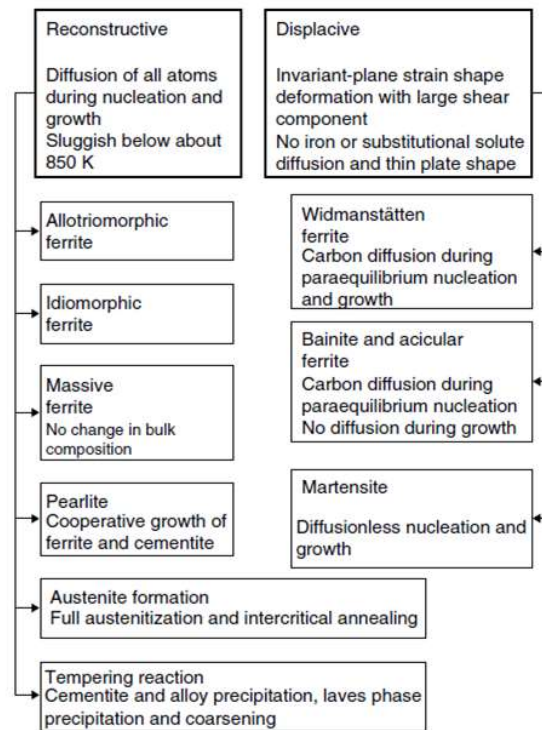 Reconstructive
Diffusion of all atoms
during nucleation and
growth
Sluggish below about
850 K
Displacive
Invariant-plane strain shape
deformation with large shear
component
No iron or substitutional solute
diffusion and thin plate shape
Allotriomorphic
ferrite
Idiomorphic
ferrite
Massive
ferrite
No change in bulk
composition
Pearlite
Cooperative growth of
ferrite and cementite
Widmanstätten
ferrite
Carbon diffusion during
paraequilibrium nucleation
and growth
Bainite and acicular
ferrite
Carbon diffusion during
paraequilibrium nucleation
No diffusion during growth
Martensite
Diffusionless nucleation and
growth
Austenite formation
Full austenitization and intercritical annealing
Tempering reaction
Cementite and alloy precipitation, laves phase
precipitation and coarsening